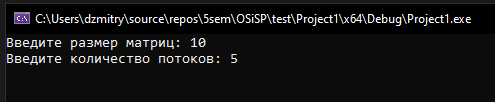 C:\Users\dzmitry\source\repos\5sem\OSiSP\test\Project1\x64\Debug\Project1.exe
Введите размер матриц: 10
Введите количество потоков: 5